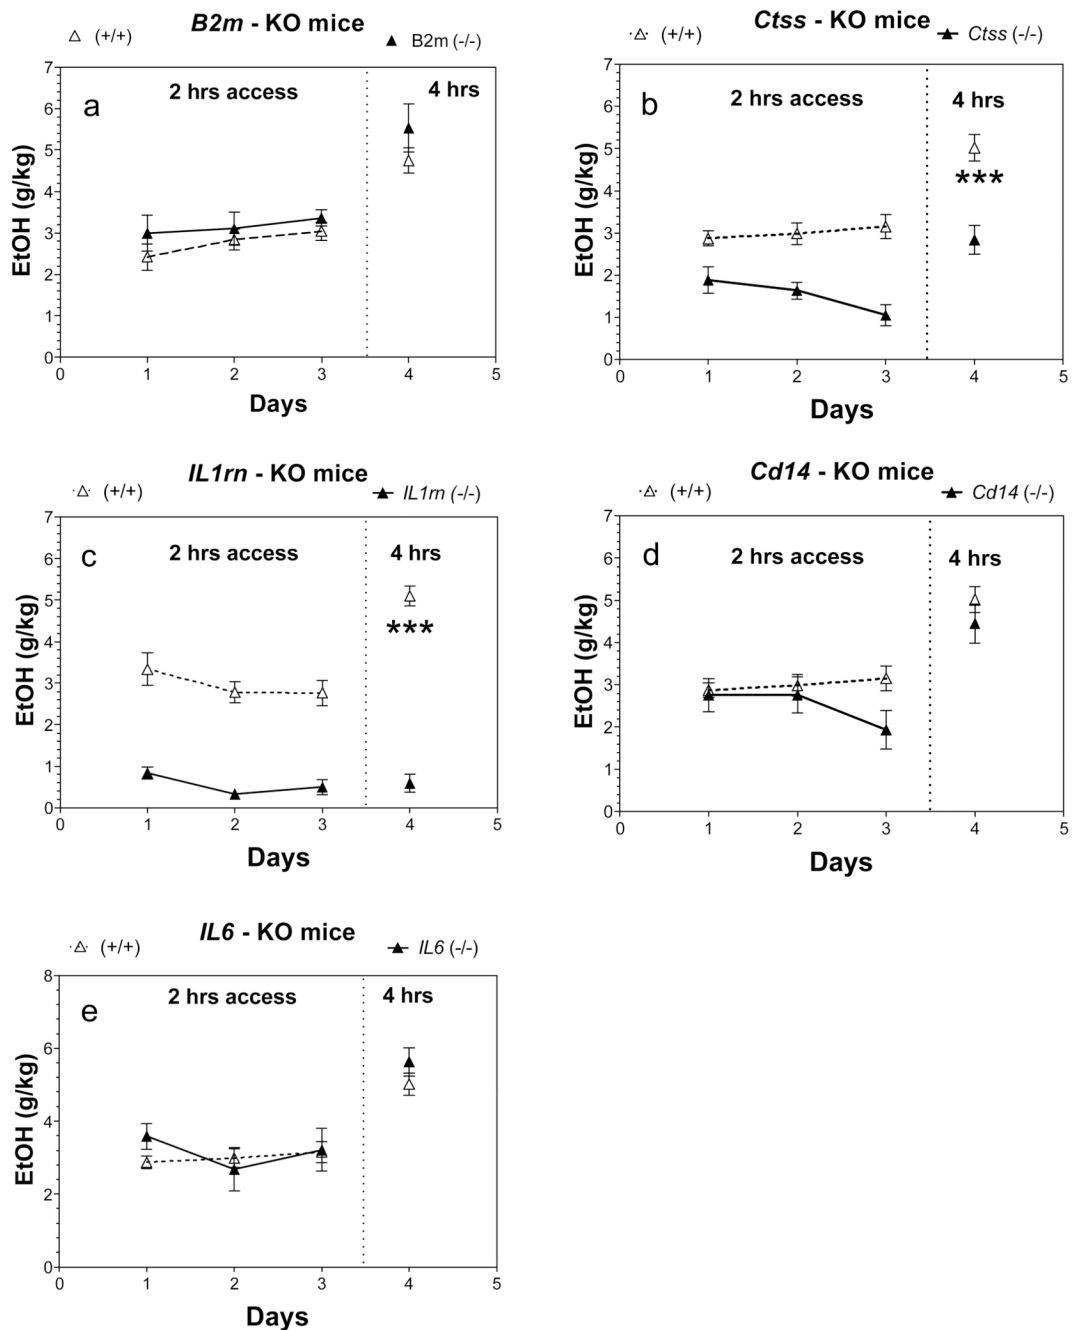 B2m - KO mice
(+/+)
B2m (-/-)
a
2 hrs access
4 hrs
EtOH (g/kg)
7
6
5
4
3
2
1
0
0
1
2
3
4
5
Days
Ctss - KO mice
(+/+)
Ctss (-/-)
b
2 hrs access
4 hrs
***
EtOH (g/kg)
7
6
5
4
3
2
1
0
0
1
2
3
4
5
Days
IL1rn - KO mice
(+/+)
IL1rn (-/-)
c
2 hrs access
4 hrs
***
EtOH (g/kg)
7
6
5
4
3
2
1
0
0
1
2
3
4
5
Days
Cd14 - KO mice
(+/+)
Cd14 (-/-)
d
2 hrs access
4 hrs
EtOH (g/kg)
7
6
5
4
3
2
1
0
0
1
2
3
4
5
Days
IL6 - KO mice
(+/+)
IL6 (-/-)
e
2 hrs access
4 hrs
EtOH (g/kg)
8
6
4
2
0
0
1
2
3
4
5
Days